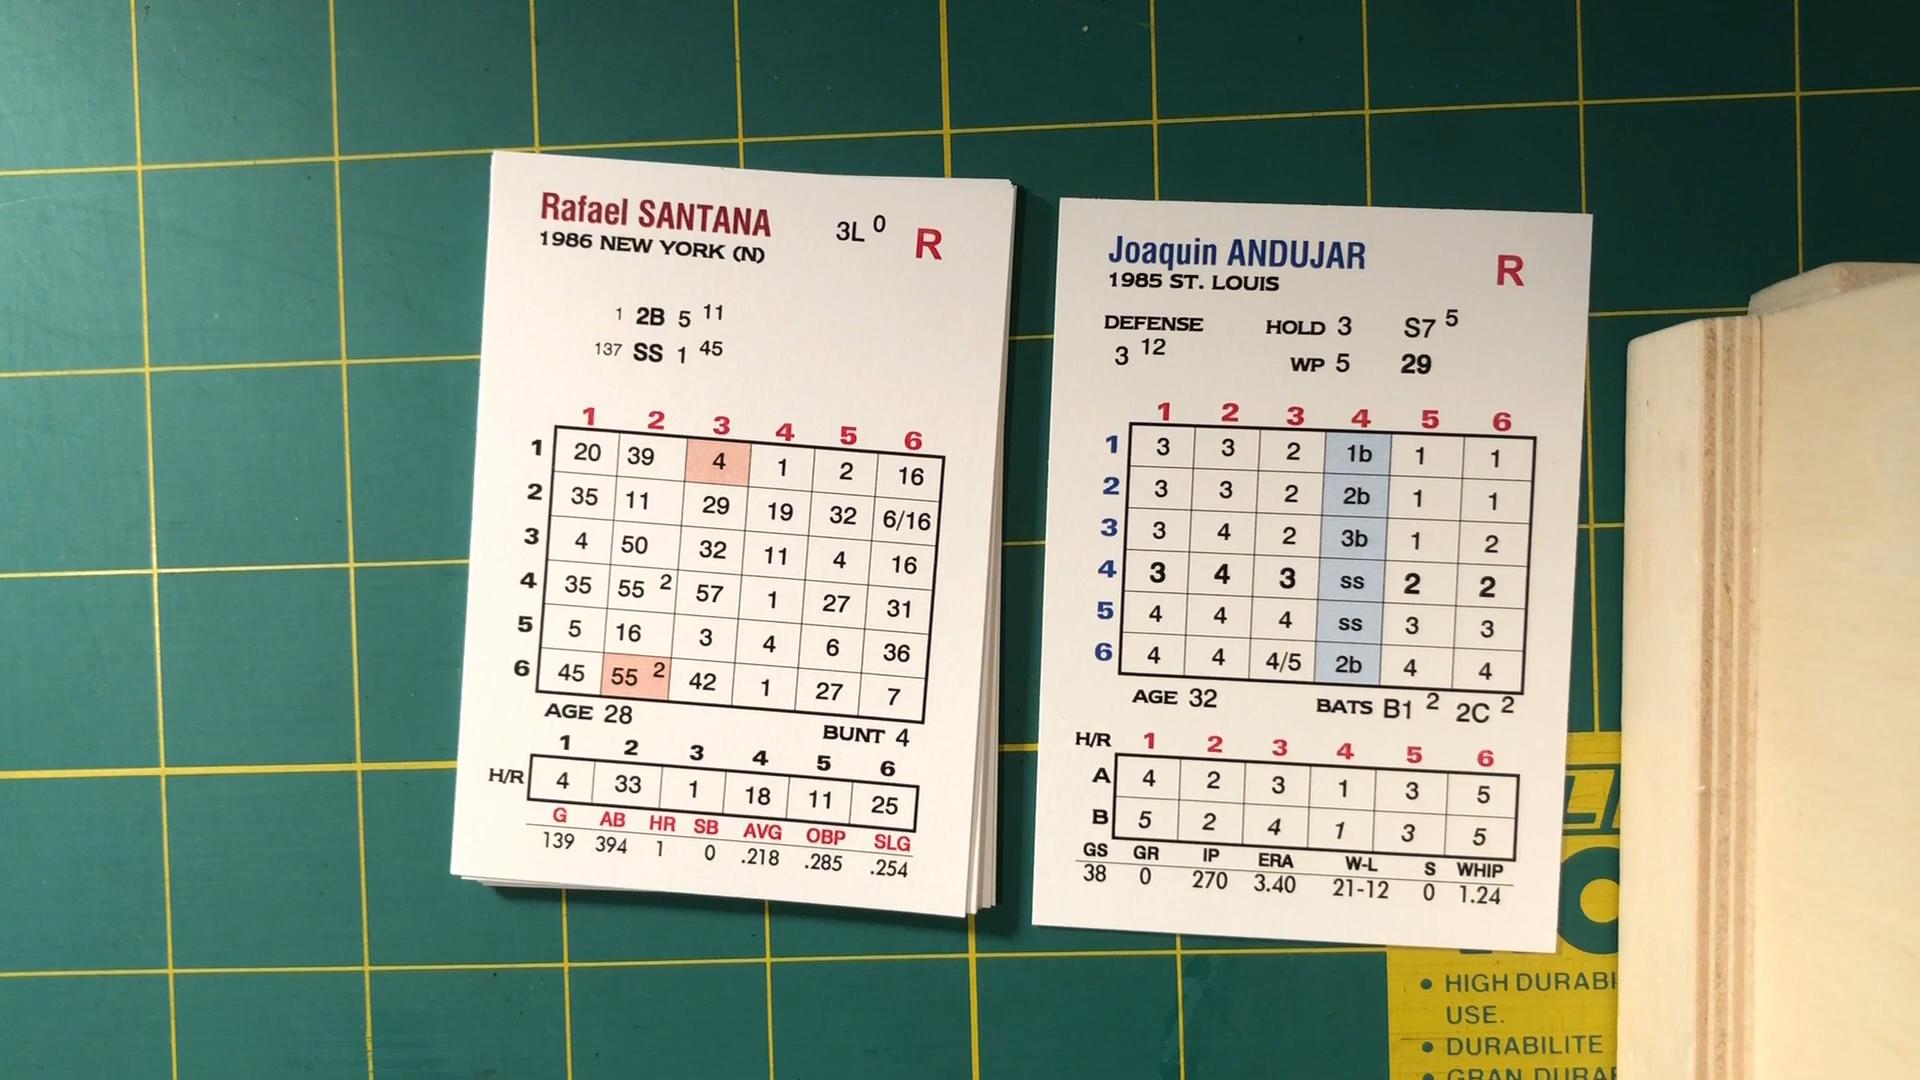 Rafael SANTANA 3L 0 R
1986 NEW YORK (N)
1 2B 5 11
137 SS 1 45
1 2 3 4 5 6
1 20 39 4 1 2 16
2 35 11 29 19 32 6/16
3 4 50 32 11 4 16
4 35 55 2 57 1 27 31
5 5 16 3 4 6 36
6 45 55 2 42 1 27 7
AGE 28 BUNT 4
1 2 3 4 5 6
H/R 4 33 1 18 11 25
G AB HR SB AVG OBP SLG
139 394 1 0 .218 .285 .254
Joaquin ANDUJAR R
1985 ST. LOUIS
DEFENSE HOLD 3 S7 5
3 12 WP 5 29
1 2 3 4 5 6
1 3 3 2 1b 1 1
2 3 3 2 2b 1 1
3 3 4 2 3b 1 2
4 3 4 3 ss 2 2
5 4 4 4 ss 3 3
6 4 4 4/5 2b 4 4
AGE 32 BATS B1 2 2C 2
H/R 1 2 3 4 5 6
A 4 2 3 1 3 5
B 5 2 4 1 3 5
GS GR IP ERA W-L S WHIP
38 0 270 3.40 21-12 0 1.24
• HIGH DURABI
USE.
• DURABILITE